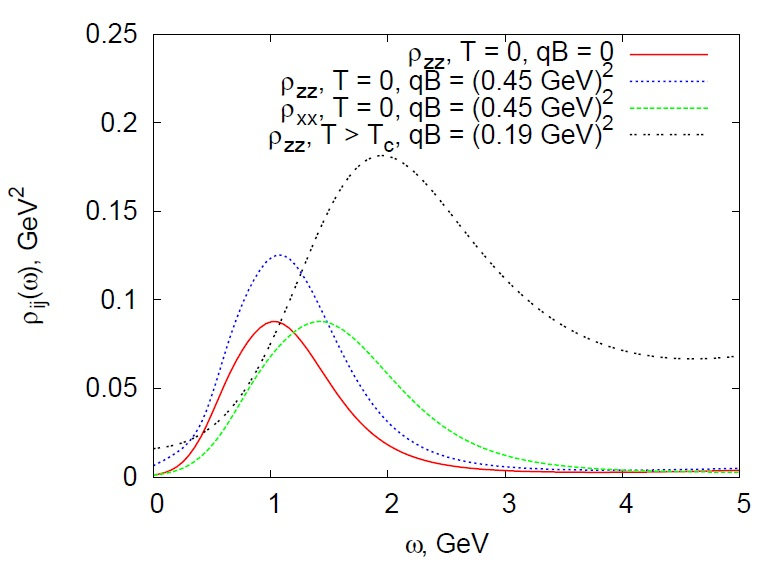 ρzz, T = 0, qB = 0
ρzz, T = 0, qB = (0.45 GeV)²
ρxx, T = 0, qB = (0.45 GeV)²
ρzz, T > Tc, qB = (0.19 GeV)²
0.25
0.2
0.15
0.1
0.05
0
ρij(ω), GeV²
0 1 2 3 4 5
ω, GeV